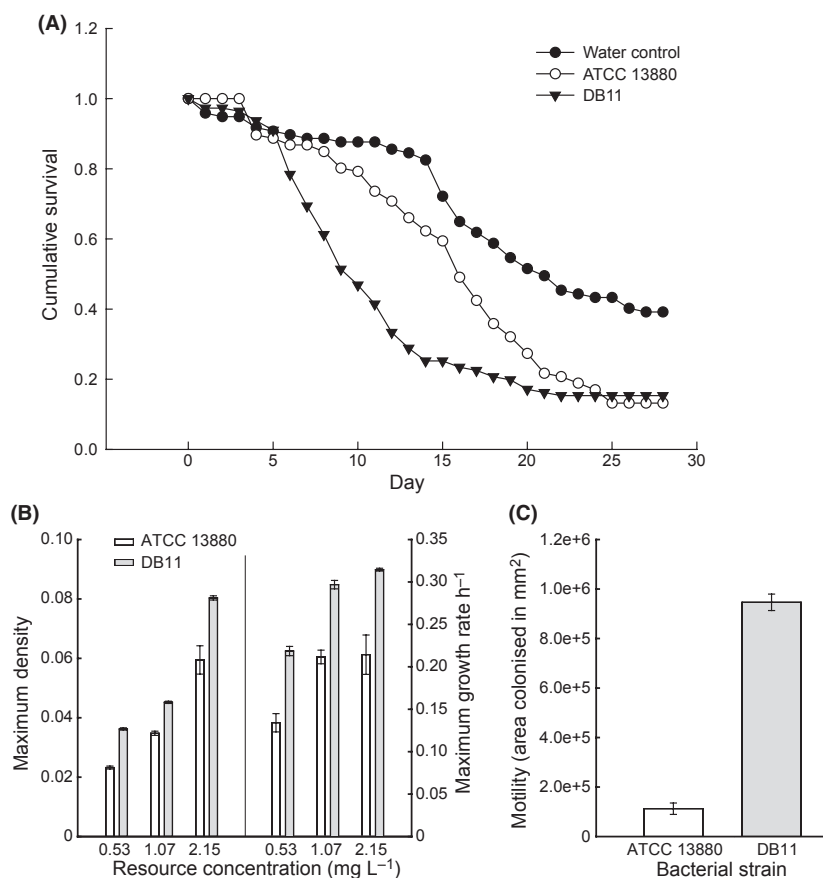 (A)
Water control
ATCC 13880
DB11
1.0
0.8
0.6
0.4
0.2
0.0
Cumulative survival
0 5 10 15 20 25 30
Day
(B)
ATCC 13880
DB11
0.10
0.08
0.06
0.04
0.02
0
Maximum density
0.35
0.30
0.25
0.20
0.15
0.10
0.05
0
Maximum growth rate h⁻¹
0.53 1.07 2.15 0.53 1.07 2.15
Resource concentration (mg L⁻¹)
(C)
1.2e+6
1.0e+6
8.0e+5
6.0e+5
4.0e+5
2.0e+5
0
Motility (area colonised in mm²)
ATCC 13880 DB11
Bacterial strain